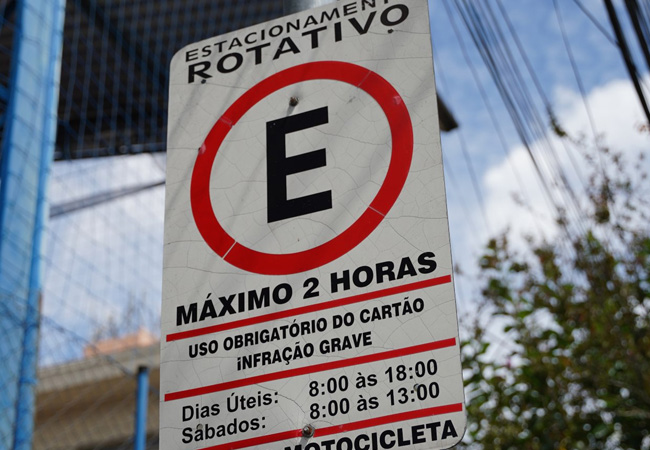 ESTACIONAMENTO
ROTATIVO
E
MÁXIMO 2 HORAS
USO OBRIGATÓRIO DO CARTÃO
iNFRAÇÃO GRAVE
Dias Úteis: 8:00 às 18:00
Sábados: 8:00 às 13:00
MOTOCICLETA